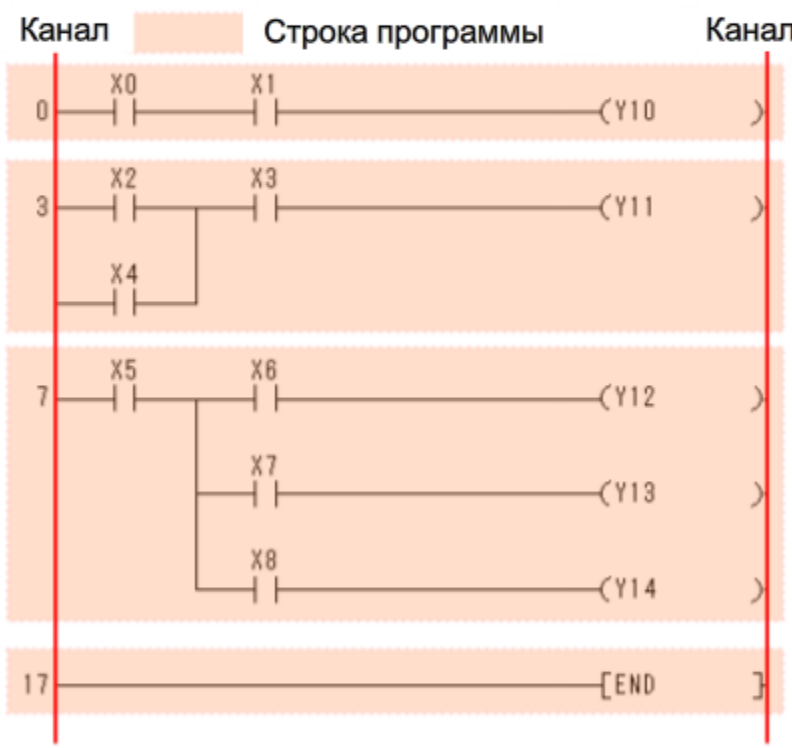 Канал Строка программы Канал
X0 X1
0 (Y10 )
X2 X3
3 (Y11 )
X4
X5 X6
7 (Y12 )
X7
(Y13 )
X8
(Y14 )
17 [END ]